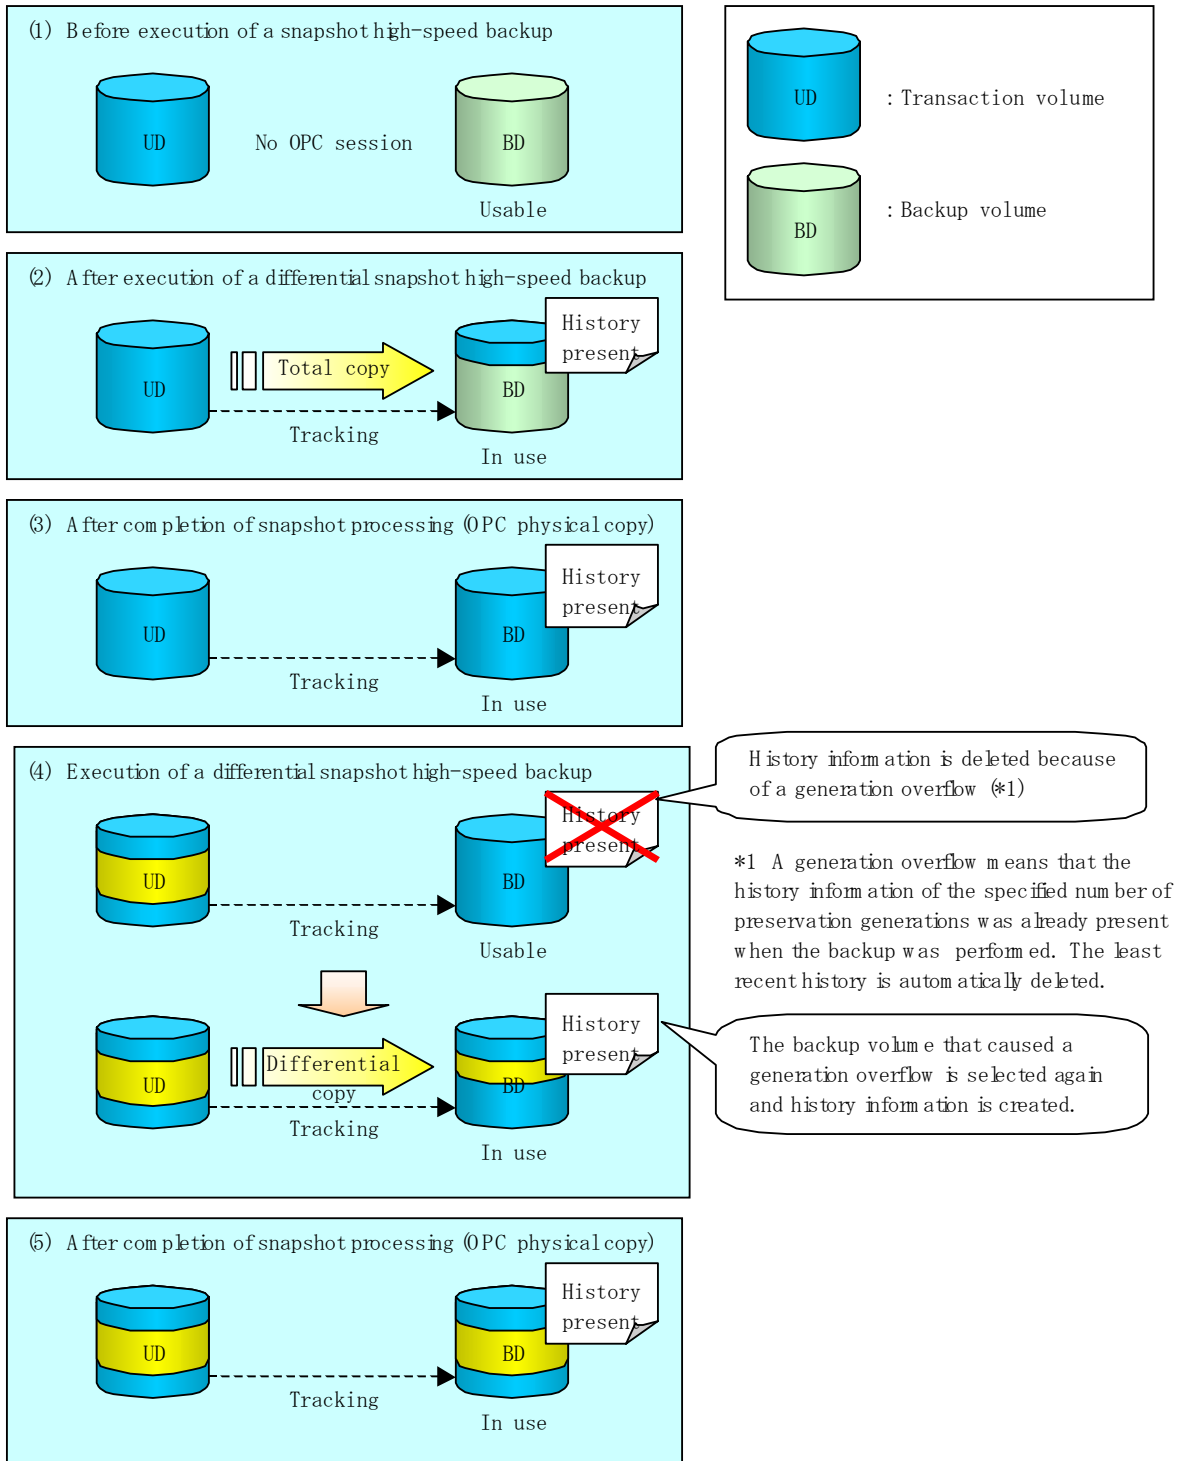 (1) Before execution of a snapshot high-speed backup
UD
No OPC session
BD
Usable
UD
: Transaction volume
BD
: Backup volume
(2) After execution of a differential snapshot high-speed backup
History
present
Total copy
UD
BD
Tracking
In use
(3) After completion of snapshot processing (OPC physical copy)
History
present
UD
BD
Tracking
In use
(4) Execution of a differential snapshot high-speed backup
History
present
UD
BD
Tracking
Usable
History information is deleted because
of a generation overflow (*1)
*1 A generation overflow means that the
history information of the specified number of
preservation generations was already present
when the backup was performed. The least
recent history is automatically deleted.
History
present
Differential
copy
UD
BD
Tracking
In use
The backup volume that caused a
generation overflow is selected again
and history information is created.
(5) After completion of snapshot processing (OPC physical copy)
History
present
UD
BD
Tracking
In use